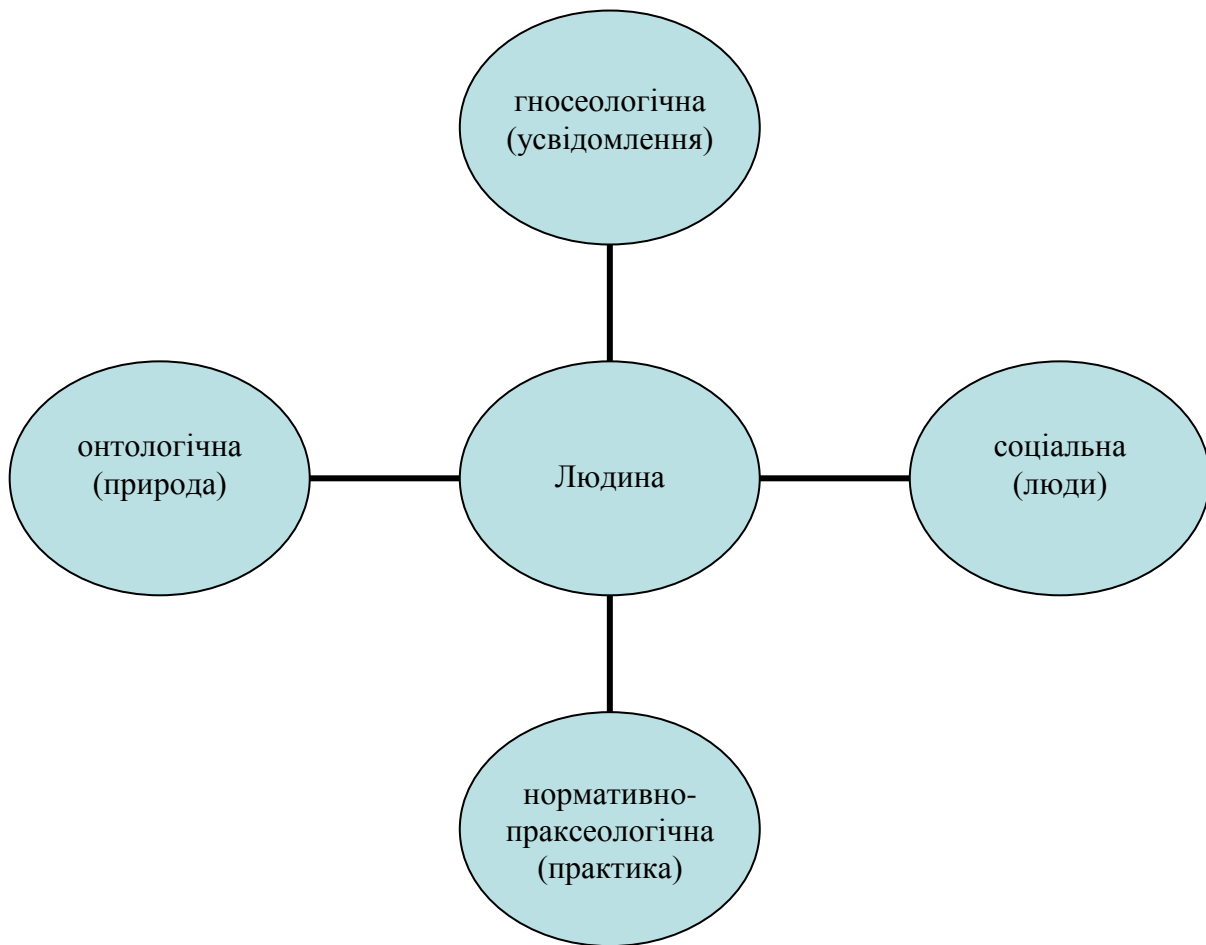 гносеологічна
(усвідомлення)
онтологічна
(природа)
Людина
соціальна
(люди)
нормативно-
праксеологічна
(практика)